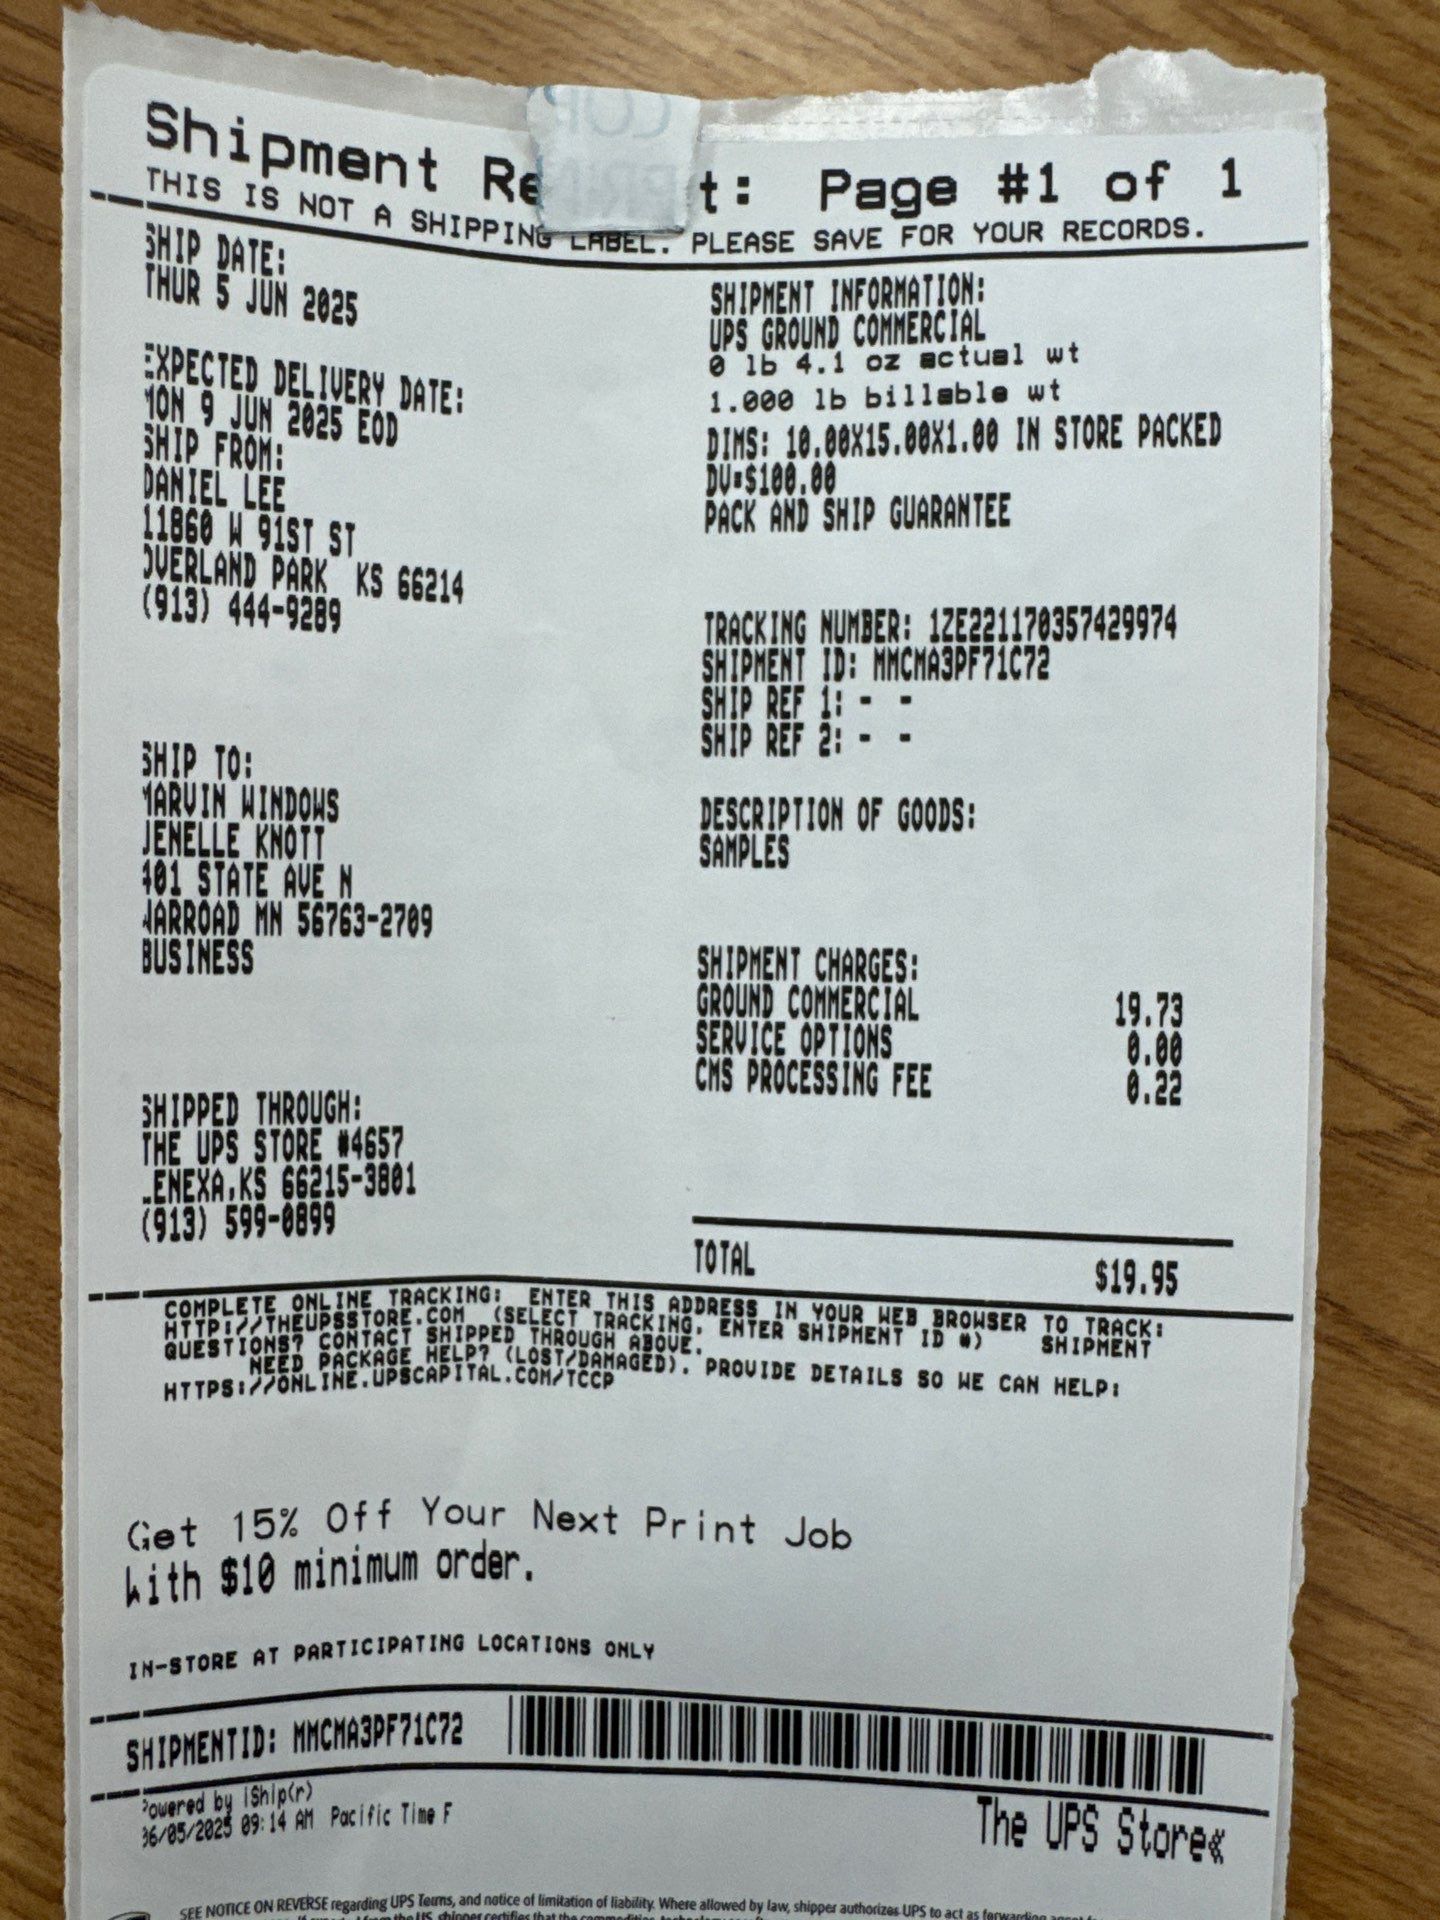 Shipment Re t: Page #1 of 1
THIS IS NOT A SHIPPING LABEL. PLEASE SAVE FOR YOUR RECORDS.
SHIP DATE:
THUR 5 JUN 2025
EXPECTED DELIVERY DATE:
MON 9 JUN 2025 EOD
SHIP FROM:
DANIEL LEE
11860 W 91ST ST
OVERLAND PARK KS 66214
(913) 444-9289
SHIP TO:
MARVIN WINDOWS
JENELLE KNOTT
401 STATE AVE N
WARROAD MN 56763-2709
BUSINESS
SHIPPED THROUGH:
THE UPS STORE #4657
LENEXA,KS 66215-3801
(913) 599-0899
SHIPMENT INFORMATION:
UPS GROUND COMMERCIAL
0 lb 4.1 oz actual wt
1.000 lb billable wt
DIMS: 10.00X15.00X1.00 IN STORE PACKED
DV=$100.00
PACK AND SHIP GUARANTEE
TRACKING NUMBER: 1ZE221170357429974
SHIPMENT ID: MMCMA3PF71C72
SHIP REF 1: - -
SHIP REF 2: - -
DESCRIPTION OF GOODS:
SAMPLES
SHIPMENT CHARGES:
GROUND COMMERCIAL 19.73
SERVICE OPTIONS 0.00
CMS PROCESSING FEE 0.22
TOTAL $19.95
COMPLETE ONLINE TRACKING: ENTER THIS ADDRESS IN YOUR WEB BROWSER TO TRACK:
HTTP://THEUPSSTORE.COM (SELECT TRACKING, ENTER SHIPMENT ID #) SHIPMENT
QUESTIONS? CONTACT SHIPPED THROUGH ABOVE.
NEED PACKAGE HELP? (LOST/DAMAGED). PROVIDE DETAILS SO WE CAN HELP:
HTTPS://ONLINE.UPSCAPITAL.COM/TCCP
Get 15% Off Your Next Print Job
With $10 minimum order.
IN-STORE AT PARTICIPATING LOCATIONS ONLY
SHIPMENTID: MMCMA3PF71C72
Powered by iShip(r)
06/05/2025 09:14 AM Pacific Time F
The UPS Store
SEE NOTICE ON REVERSE regarding UPS Terms, and notice of limitation of liability. Where allowed by law, shipper authorizes UPS to act as forwarding agent for